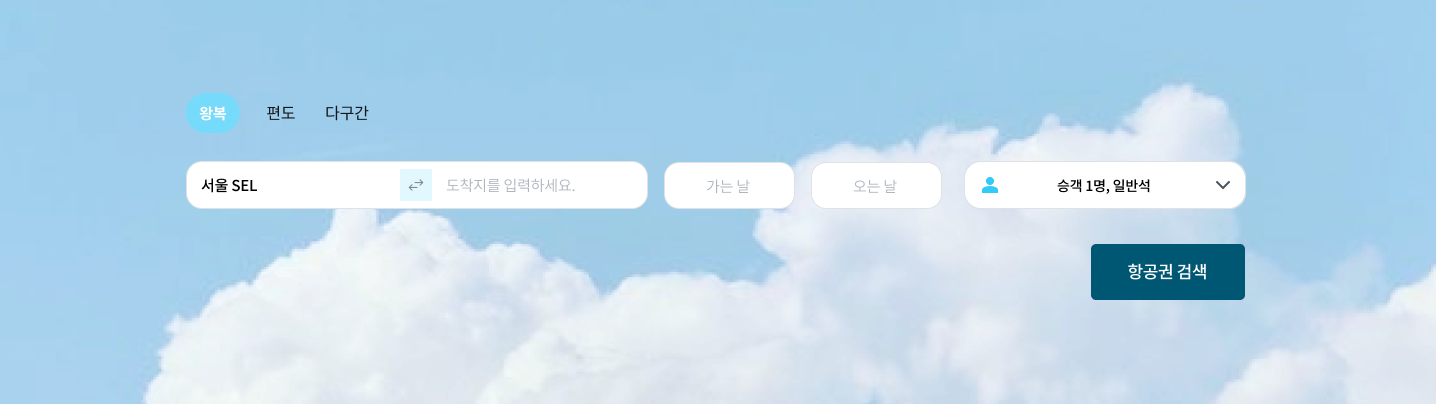 왕복 편도 다구간
서울 SEL 도착지를 입력하세요. 가는 날 오는 날 승객 1명, 일반석
항공권 검색